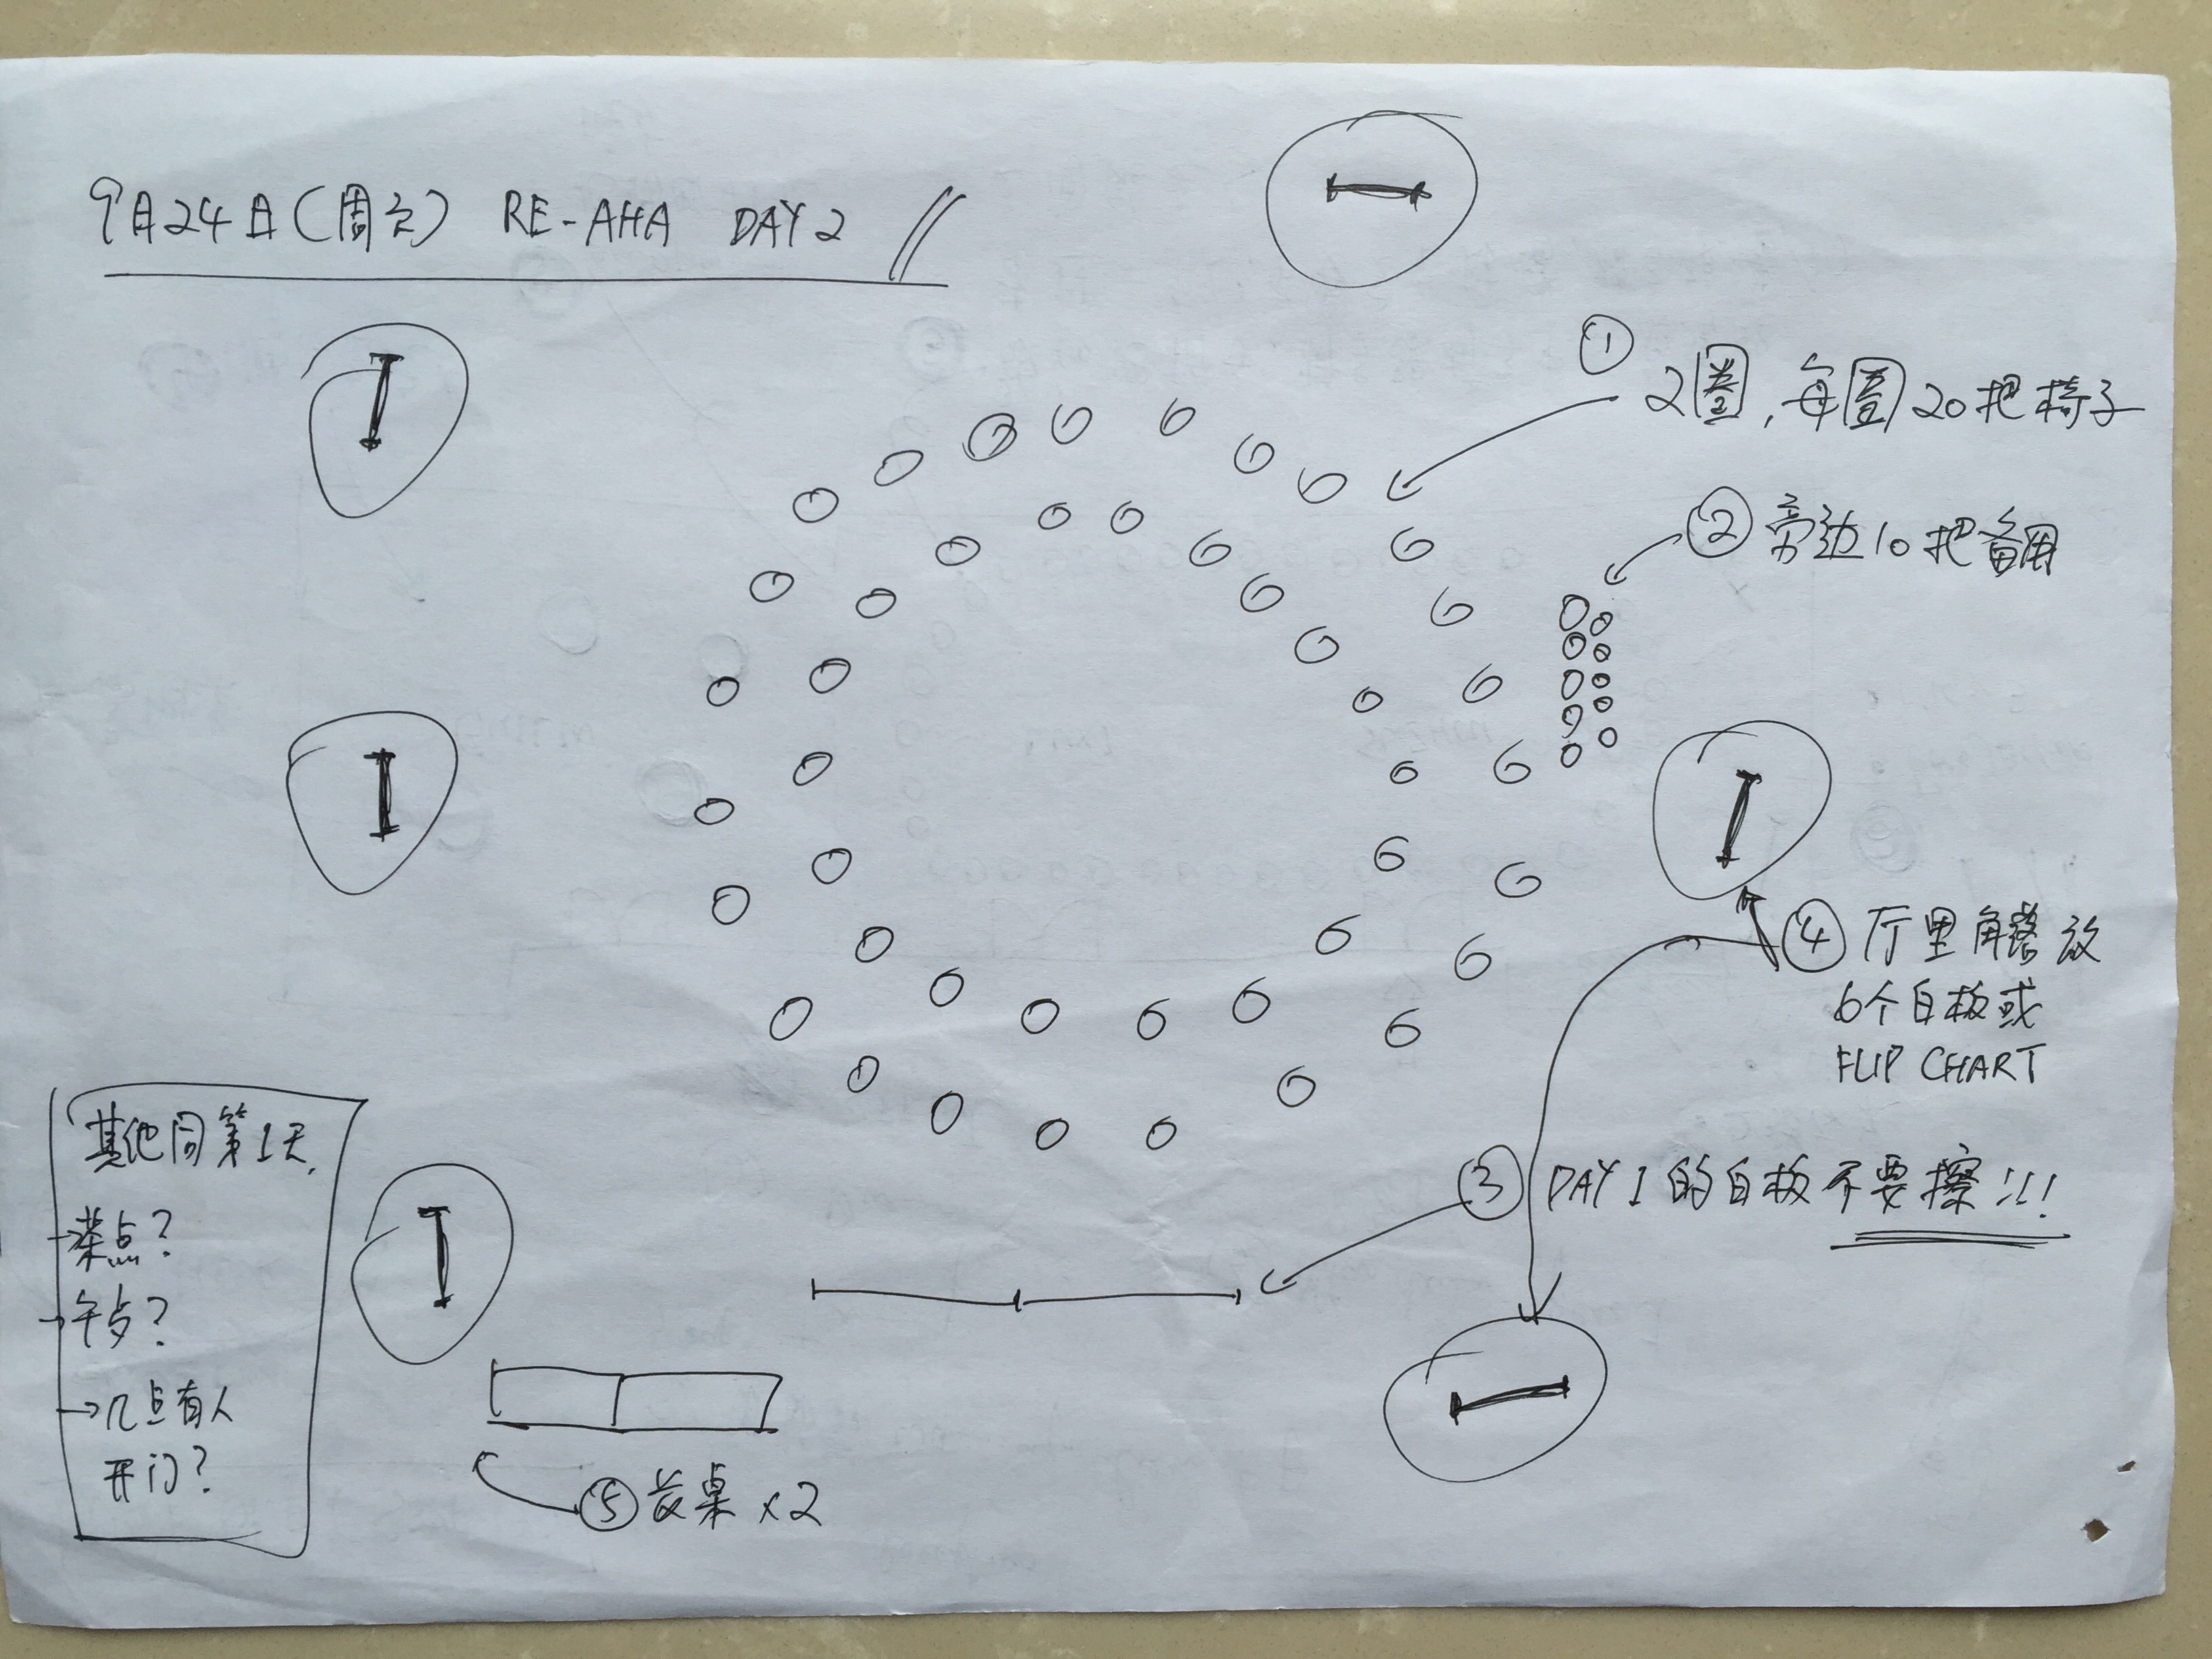 9月24日(周六) RE-AHA DAY 2
① 2圈,每圈20把椅子
② 旁边10把备用
④ 厅里角落放
6个白板或
FLIP CHART
③ DAY 1的白板不要擦!!!
其他同第1天,
→茶点?
→午点?
→几点有人
开门?
⑤ 长桌 x2